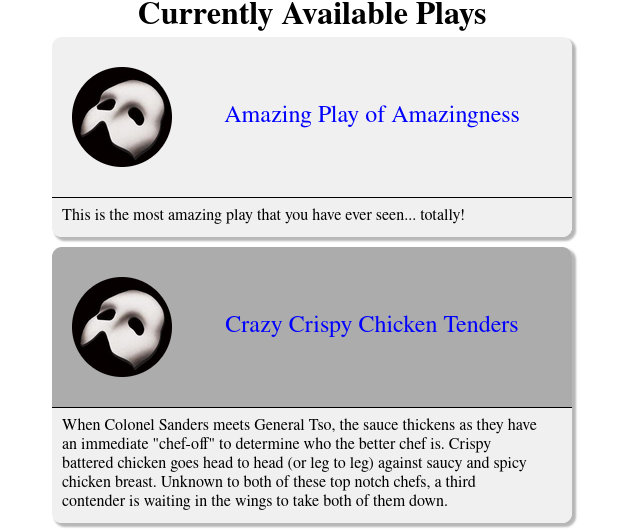 Currently Available Plays
Amazing Play of Amazingness
This is the most amazing play that you have ever seen... totally!
Crazy Crispy Chicken Tenders
When Colonel Sanders meets General Tso, the sauce thickens as they have
an immediate "chef-off" to determine who the better chef is. Crispy
battered chicken goes head to head (or leg to leg) against saucy and spicy
chicken breast. Unknown to both of these top notch chefs, a third
contender is waiting in the wings to take both of them down.